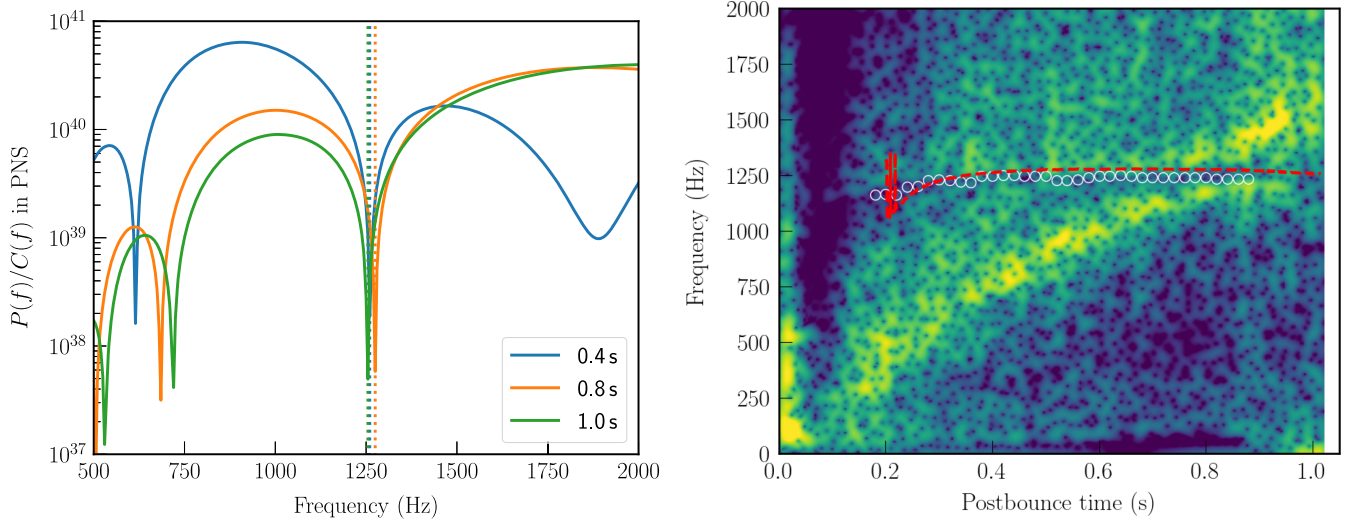 10^41
10^40
10^39
10^38
10^37
P(f)/C(f) in PNS
0.4 s
0.8 s
1.0 s
500 750 1000 1250 1500 1750 2000
Frequency (Hz)
2000
1750
1500
1250
1000
750
500
250
0
Frequency (Hz)
0.0 0.2 0.4 0.6 0.8 1.0
Postbounce time (s)